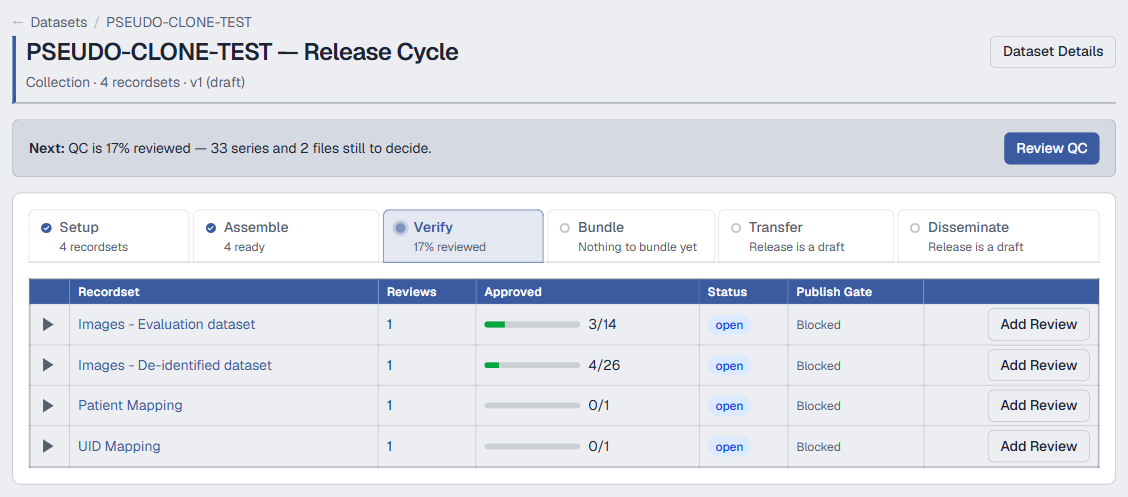 ← Datasets / PSEUDO-CLONE-TEST
PSEUDO-CLONE-TEST — Release Cycle
Dataset Details
Collection · 4 recordsets · v1 (draft)
Next: QC is 17% reviewed — 33 series and 2 files still to decide.
Review QC
Setup
4 recordsets
Assemble
4 ready
Verify
17% reviewed
Bundle
Nothing to bundle yet
Transfer
Release is a draft
Disseminate
Release is a draft
Recordset Reviews Approved Status Publish Gate
Images - Evaluation dataset 1 3/14 open Blocked Add Review
Images - De-identified dataset 1 4/26 open Blocked Add Review
Patient Mapping 1 0/1 open Blocked Add Review
UID Mapping 1 0/1 open Blocked Add Review